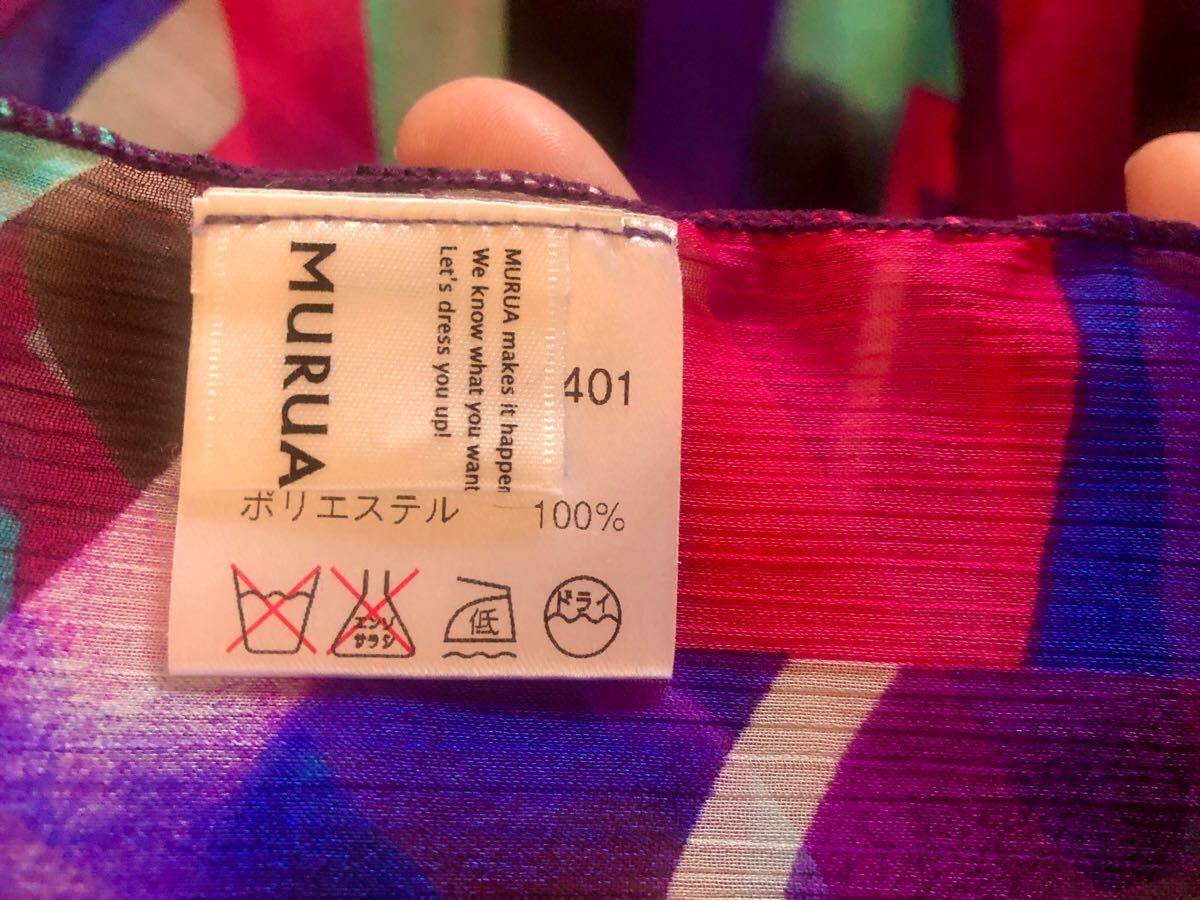 MURUA
MURUA makes it happen
We know what you want
Let's dress you up!
401
ポリエステル 100%
エンソ
サラシ
低
ドライ